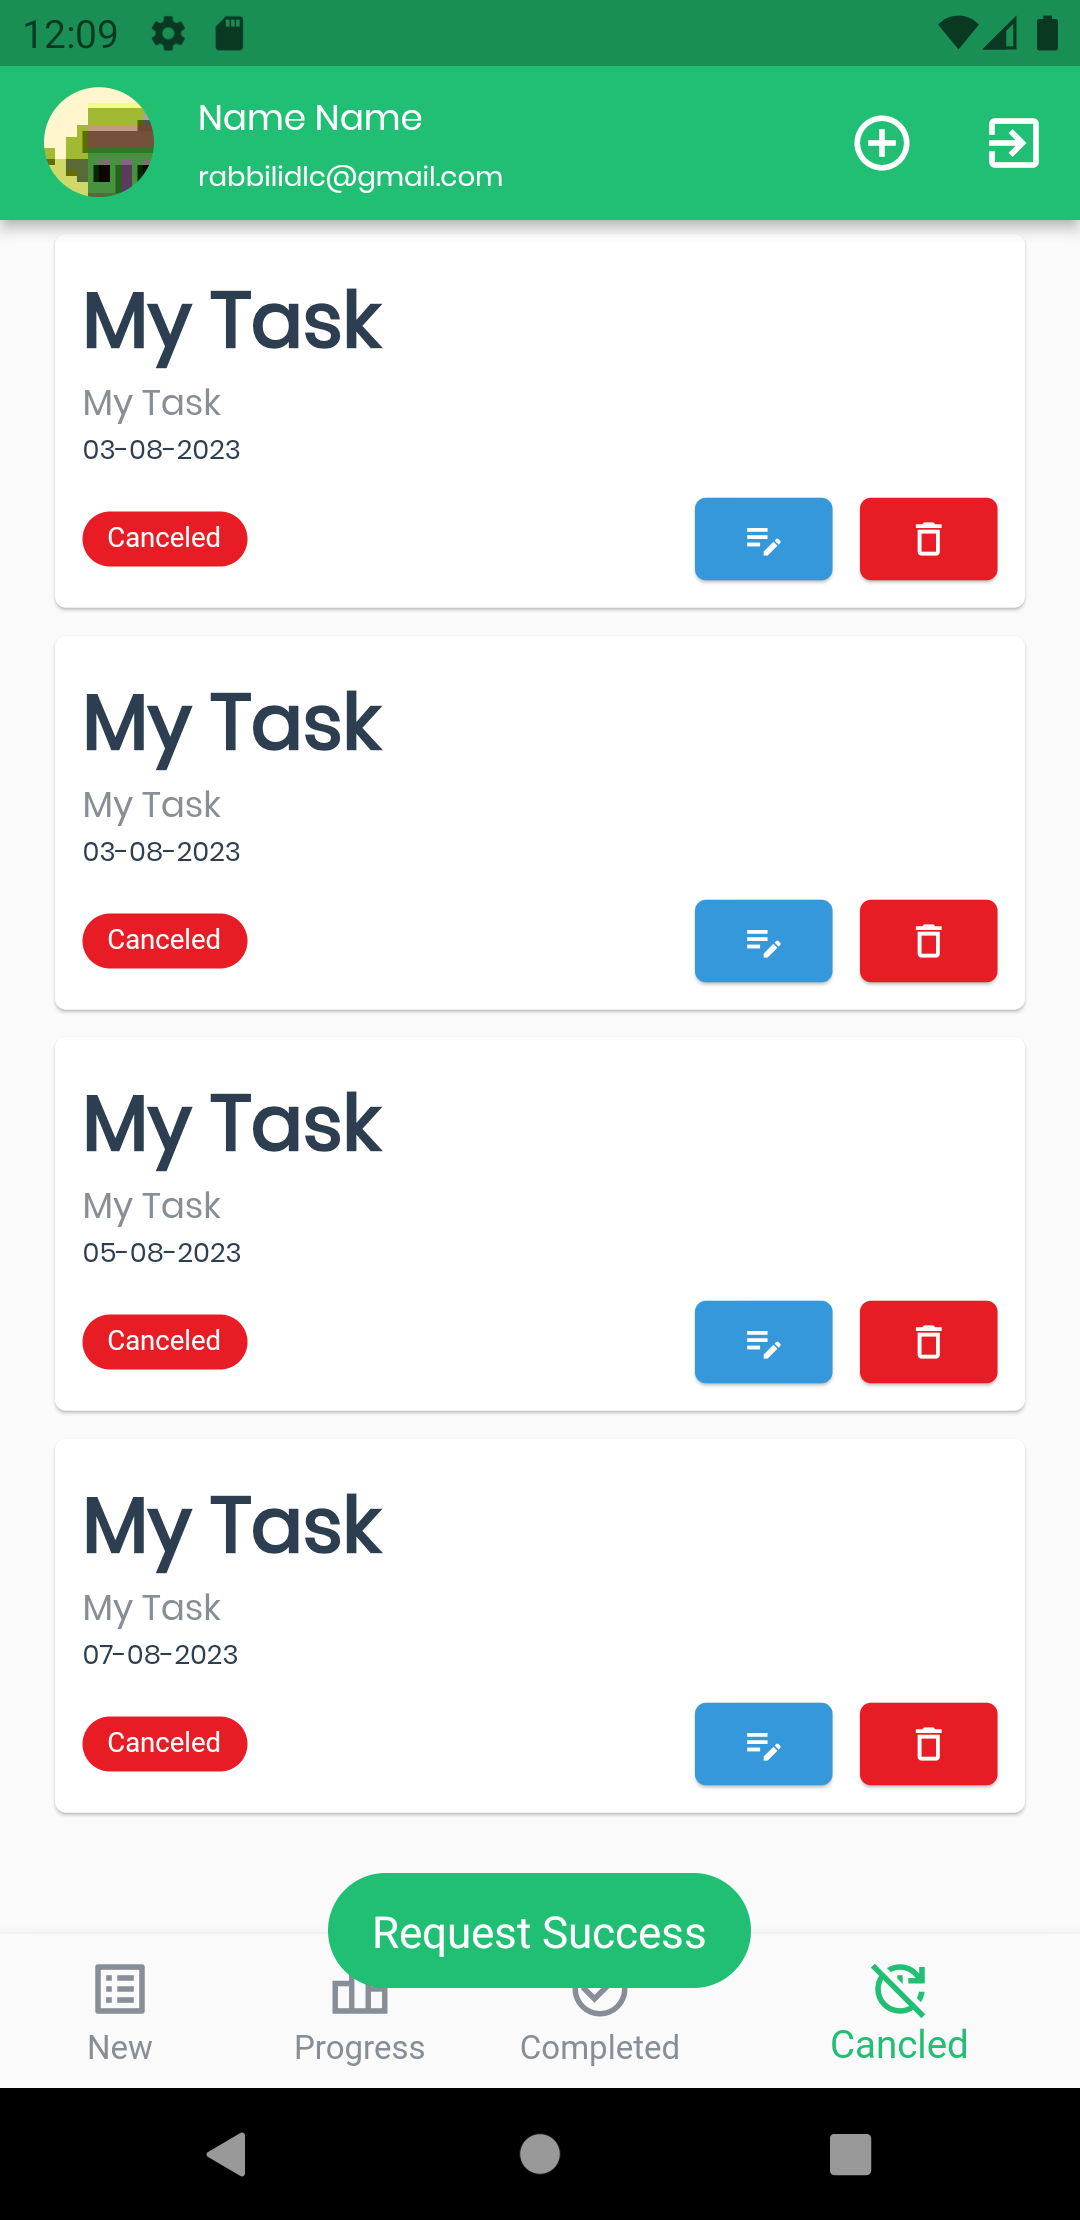 12:09
Name Name
rabbilidlc@gmail.com
My Task
My Task
03-08-2023
Canceled
My Task
My Task
03-08-2023
Canceled
My Task
My Task
05-08-2023
Canceled
My Task
My Task
07-08-2023
Canceled
Request Success
New
Progress
Completed
Cancled